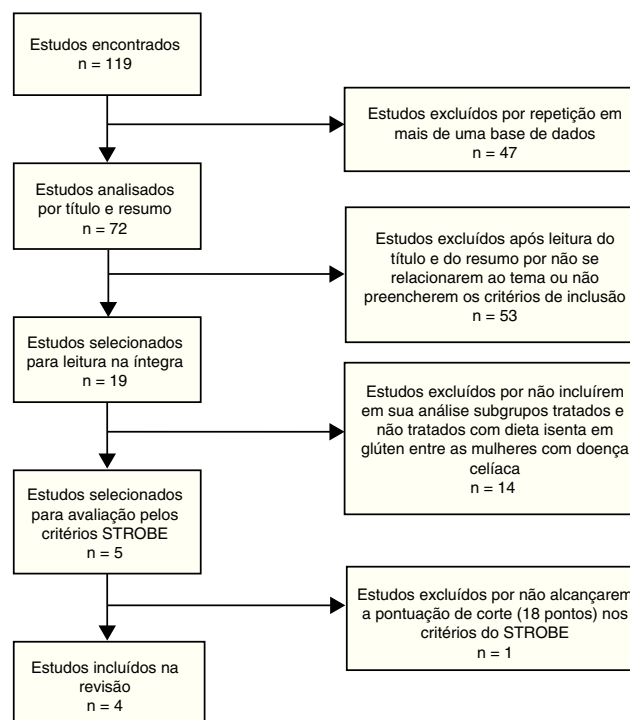 Estudos encontrados
n = 119
Estudos excluídos por repetição em
mais de uma base de dados
n = 47
Estudos analisados
por título e resumo
n = 72
Estudos excluídos após leitura do
título e do resumo por não se
relacionarem ao tema ou não
preencherem os critérios de inclusão
n = 53
Estudos selecionados
para leitura na íntegra
n = 19
Estudos excluídos por não incluírem
em sua análise subgrupos tratados e
não tratados com dieta isenta em
glúten entre as mulheres com doença
celíaca
n = 14
Estudos selecionados
para avaliação pelos
critérios STROBE
n = 5
Estudos excluídos por não alcançarem
a pontuação de corte (18 pontos) nos
critérios do STROBE
n = 1
Estudos incluídos na
revisão
n = 4